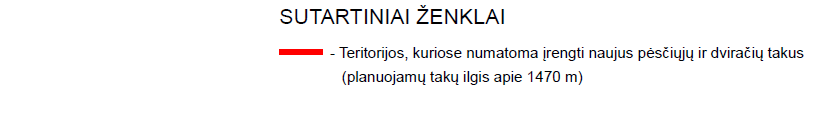 SUTARTINIAI ŽENKLAI
- Teritorijos, kuriose numatoma įrengti naujus pėsčiųjų ir dviračių takus
(planuojamų takų ilgis apie 1470 m)